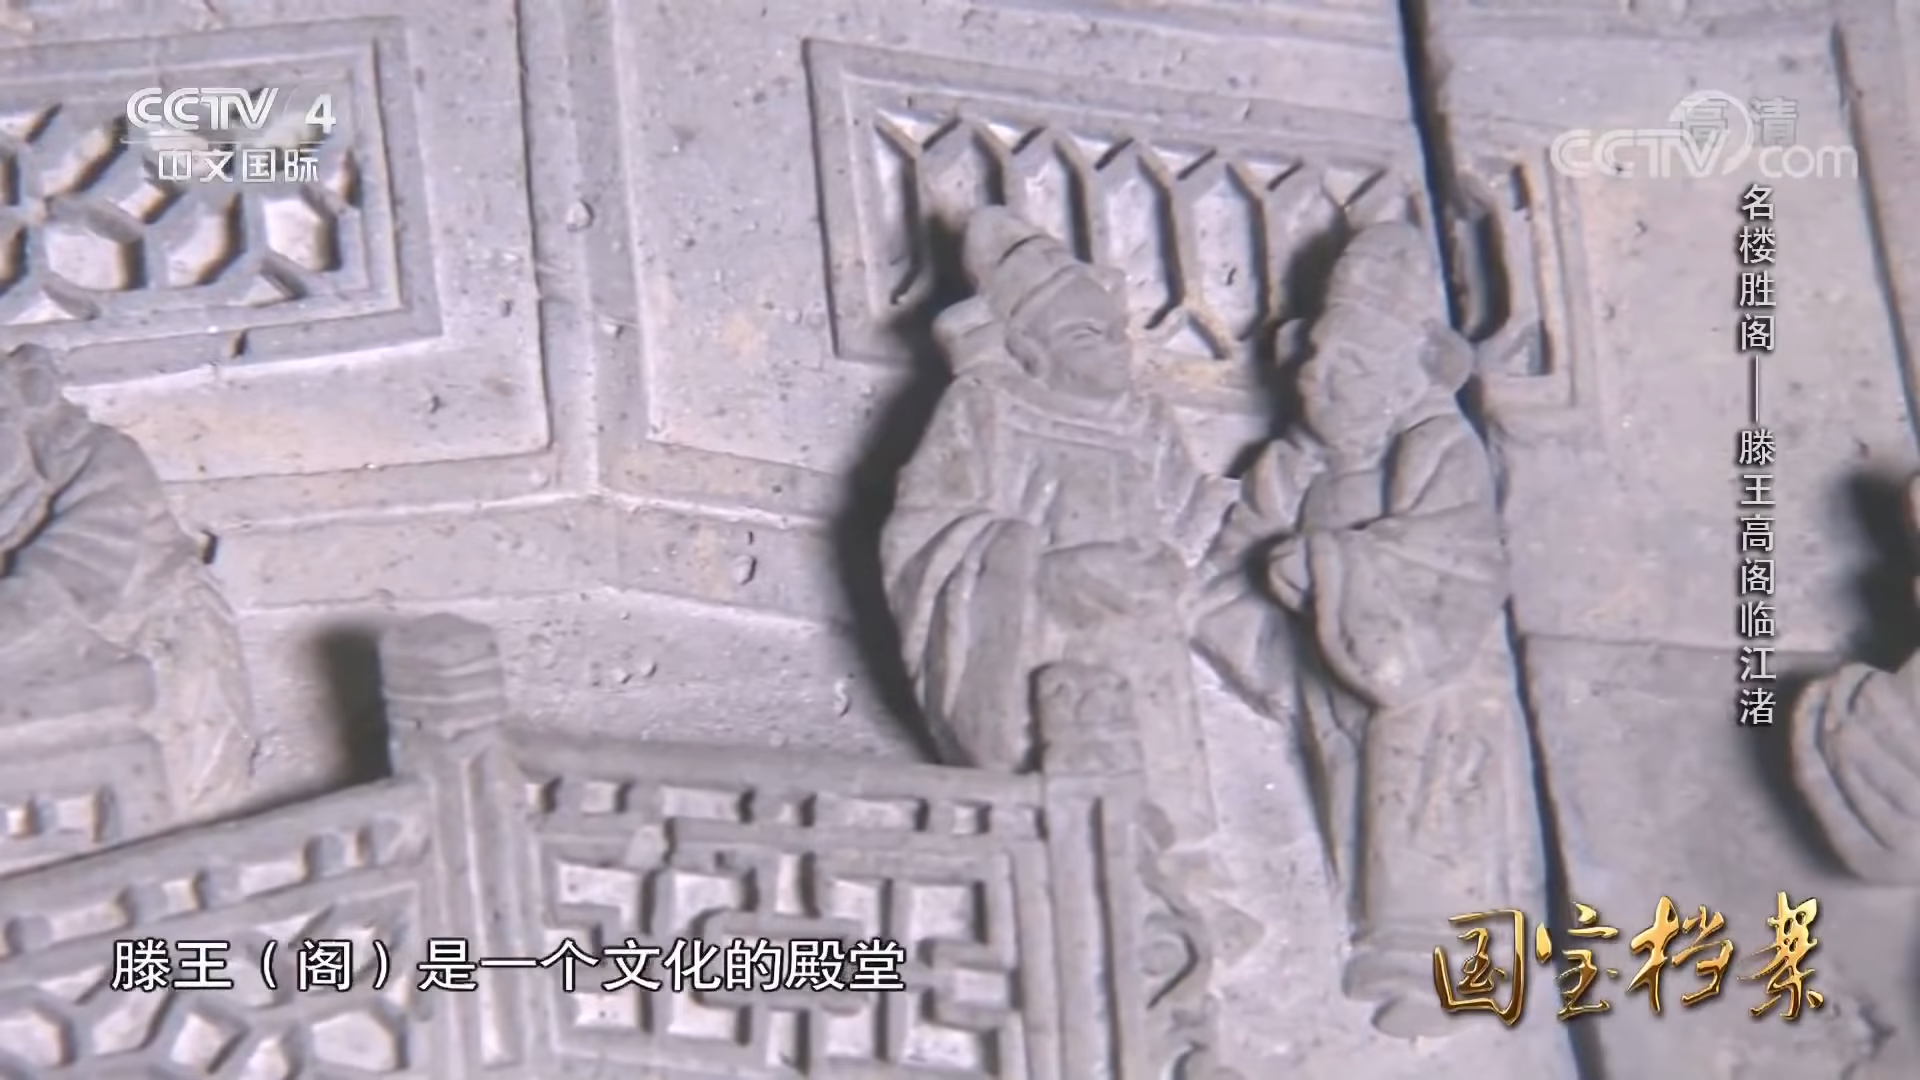 CCTV 4
中文国际
高清
CCTV.com
名楼胜阁——滕王高阁临江渚
滕王（阁）是一个文化的殿堂
国宝档案